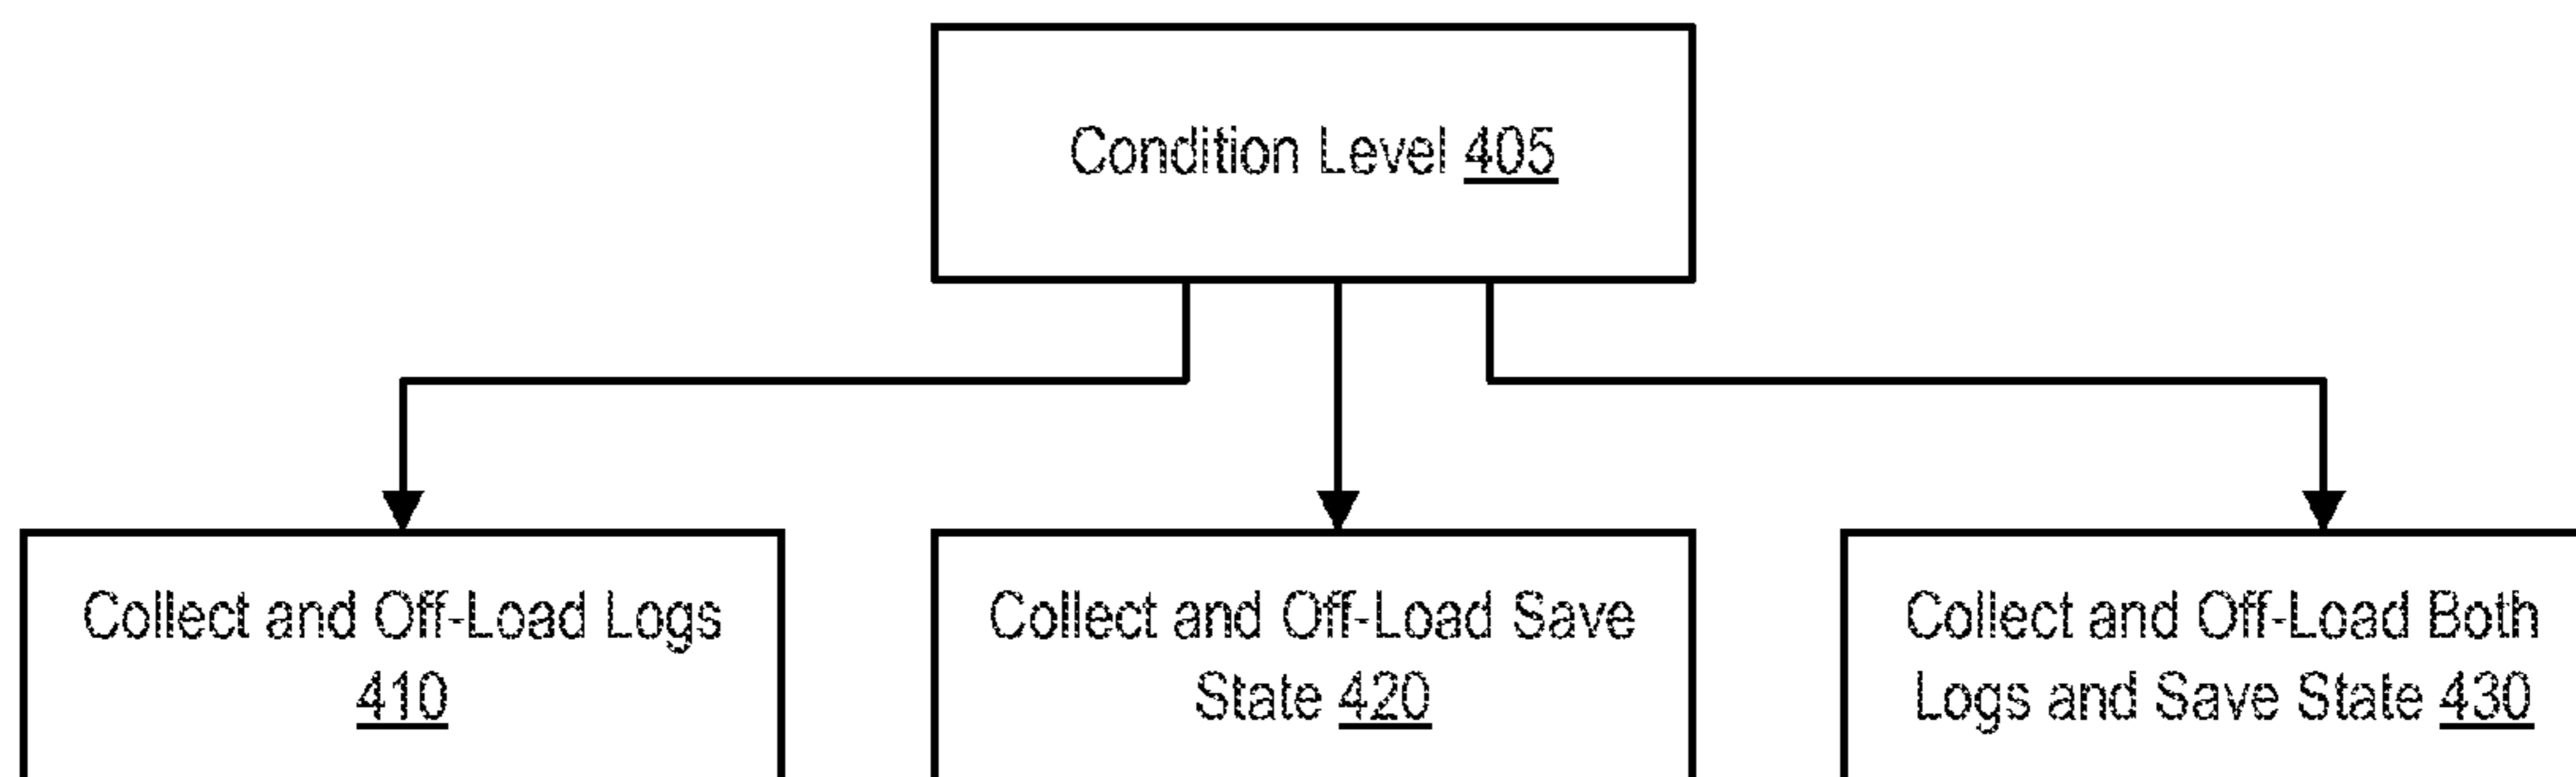 Condition Level 405
Collect and Off-Load Logs
410
Collect and Off-Load Save
State 420
Collect and Off-Load Both
Logs and Save State 430